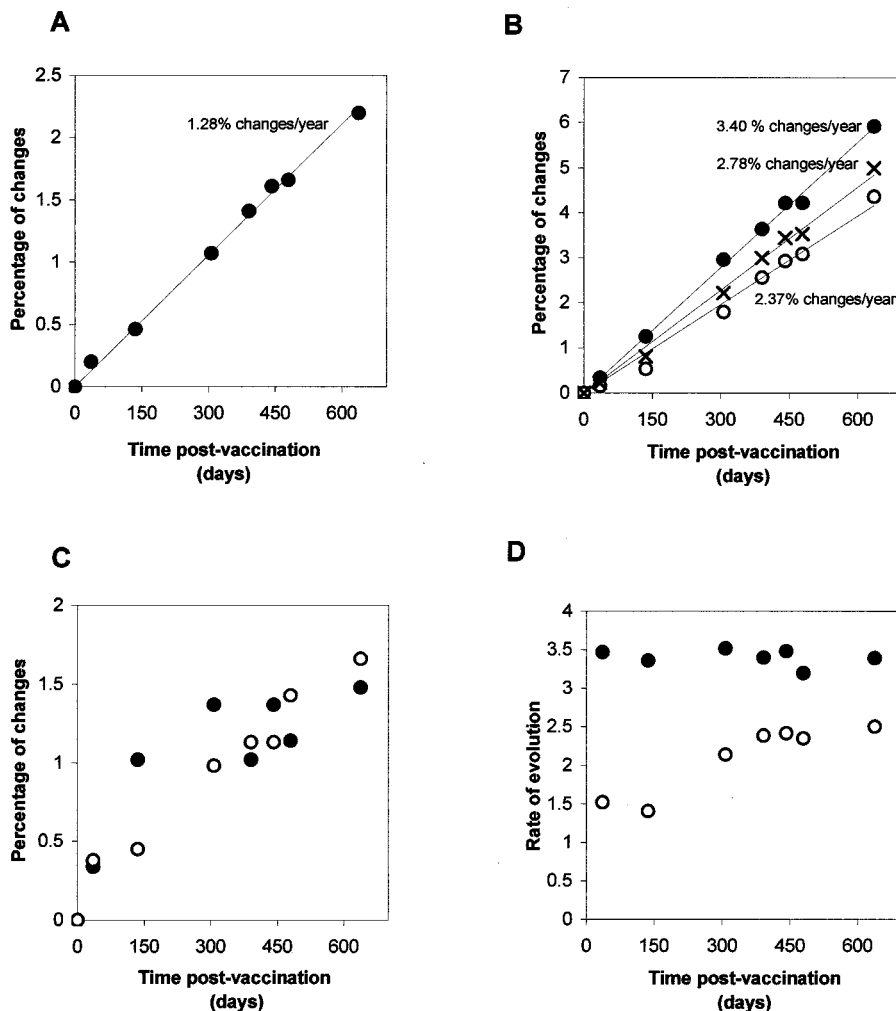 A
2.5
2
1.5
1
0.5
0
1.28% changes/year
Percentage of changes
0 150 300 450 600
Time post-vaccination
(days)
B
7
6
5
4
3
2
1
0
3.40 % changes/year
2.78% changes/year
2.37% changes/year
Percentage of changes
0 150 300 450 600
Time post-vaccination
(days)
C
2
1.5
1
0.5
0
Percentage of changes
0 150 300 450 600
Time post-vaccination
(days)
D
4
3.5
3
2.5
2
1.5
1
0.5
0
Rate of evolution
0 150 300 450 600
Time post-vaccination
(days)